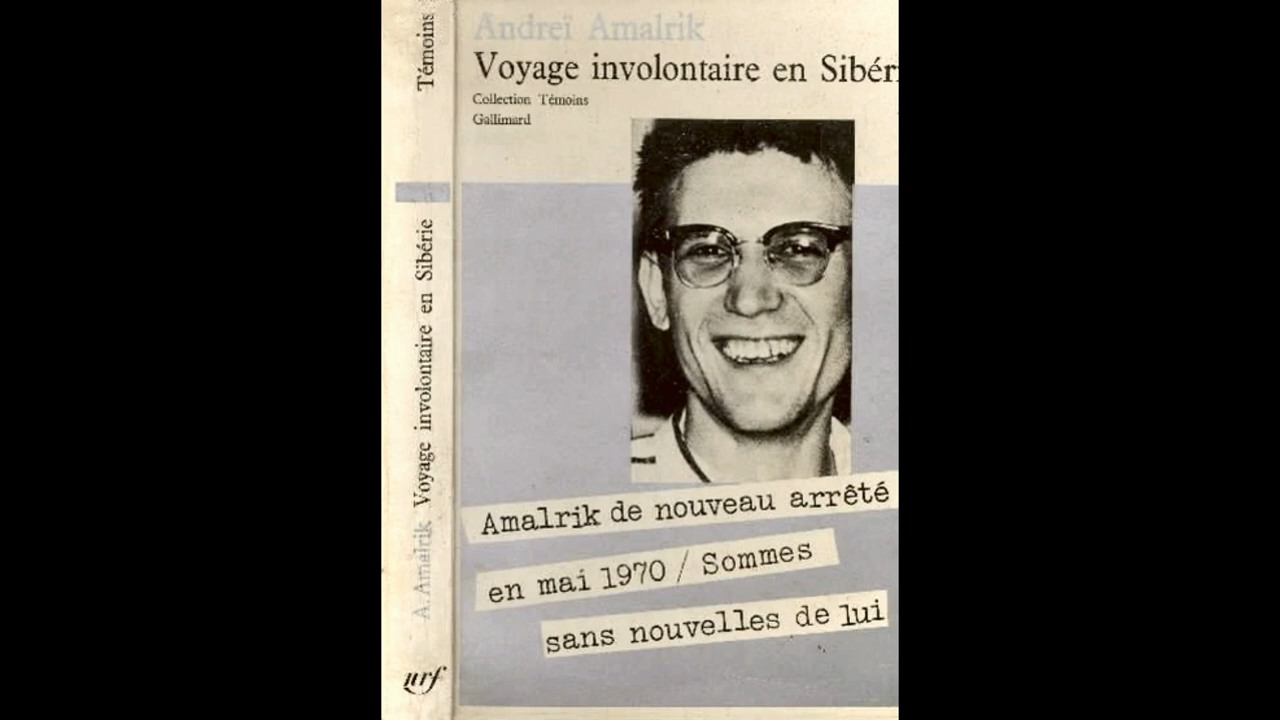 Témoins
A. Amalrik Voyage involontaire en Sibérie
nrf
Andreï Amalrik
Voyage involontaire en Sibéri
Collection Témoins
Gallimard
Amalrik de nouveau arrêté
en mai 1970 / Sommes
sans nouvelles de lui